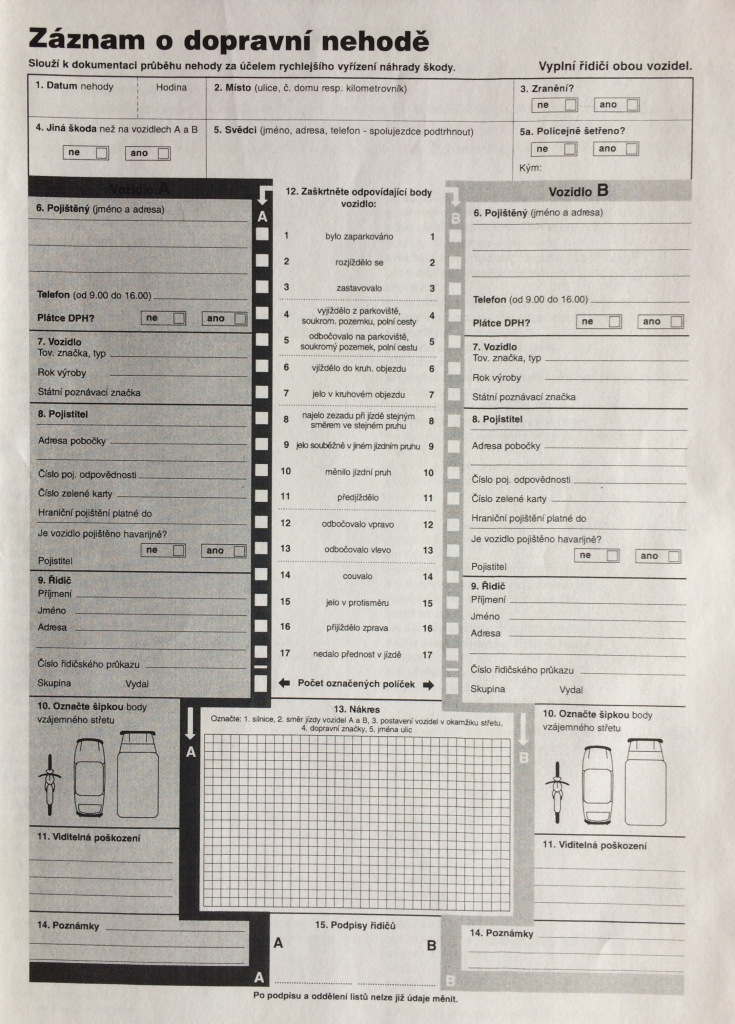 Záznam o dopravní nehodě
Slouží k dokumentaci průběhu nehody za účelem rychlejšího vyřízení náhrady škody.
Vyplní řidiči obou vozidel.
1. Datum nehody Hodina
2. Místo (ulice, č. domu resp. kilometrovník)
3. Zranění?
ne ano
4. Jiná škoda než na vozidlech A a B
ne ano
5. Svědci (jméno, adresa, telefon - spolujezdce podtrhnout)
5a. Policejně šetřeno?
ne ano
Kým:
Vozidlo A
6. Pojištěný (jméno a adresa)
Telefon (od 9.00 do 16.00)
Plátce DPH? ne ano
7. Vozidlo
Tov. značka, typ
Rok výroby
Státní poznávací značka
8. Pojistitel
Adresa pobočky
Číslo poj. odpovědnosti
Číslo zelené karty
Hraniční pojištění platné do
Je vozidlo pojištěno havarijně?
ne ano
Pojistitel
9. Řidič
Příjmení
Jméno
Adresa
Číslo řidičského průkazu
Skupina Vydal
10. Označte šipkou body
vzájemného střetu
11. Viditelná poškození
14. Poznámky
A
12. Zaškrtněte odpovídající body
vozidlo:
B
1 bylo zaparkováno 1
2 rozjíždělo se 2
3 zastavovalo 3
4 vyjíždělo z parkoviště,
soukrom. pozemku, polní cesty 4
5 odbočovalo na parkoviště,
soukromý pozemek, polní cestu 5
6 vjíždělo do kruh. objezdu 6
7 jelo v kruhovém objezdu 7
8 najelo zezadu při jízdě stejným
směrem ve stejném pruhu 8
9 jelo souběžně v jiném jízdním pruhu 9
10 měnilo jízdní pruh 10
11 předjíždělo 11
12 odbočovalo vpravo 12
13 odbočovalo vlevo 13
14 couvalo 14
15 jelo v protisměru 15
16 přijíždělo zprava 16
17 nedalo přednost v jízdě 17
Počet označených políček
13. Nákres
Označte: 1. silnice, 2. směr jízdy vozidel A a B, 3. postavení vozidel v okamžiku střetu,
4. dopravní značky, 5. jména ulic
A
B
15. Podpisy řidičů
A B
A
B
Vozidlo B
6. Pojištěný (jméno a adresa)
Telefon (od 9.00 do 16.00)
Plátce DPH? ne ano
7. Vozidlo
Tov. značka, typ
Rok výroby
Státní poznávací značka
8. Pojistitel
Adresa pobočky
Číslo poj. odpovědnosti
Číslo zelené karty
Hraniční pojištění platné do
Je vozidlo pojištěno havarijně?
ne ano
Pojistitel
9. Řidič
Příjmení
Jméno
Adresa
Číslo řidičského průkazu
Skupina Vydal
10. Označte šipkou body
vzájemného střetu
11. Viditelná poškození
14. Poznámky
Po podpisu a oddělení listů nelze již údaje měnit.